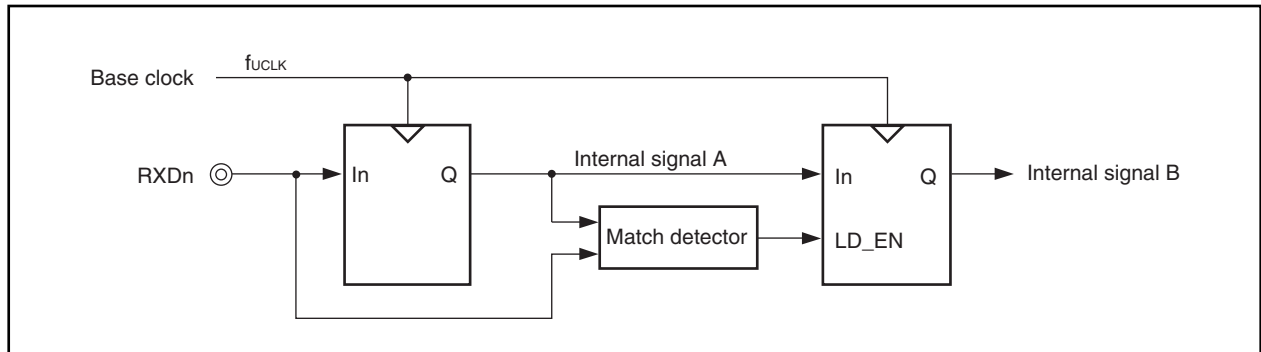 Base clock
fUCLK
RXDn
In
Q
Internal signal A
In
Q
Internal signal B
Match detector
LD_EN